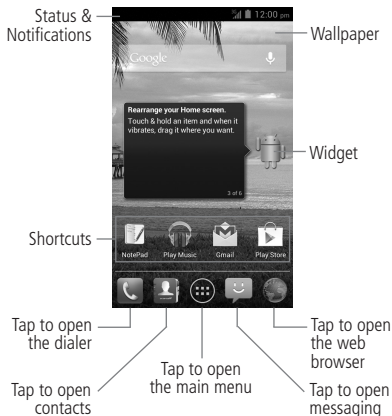 Status &
Notifications
12:00 pm
Wallpaper
Google
Rearrange your Home screen.
Touch & hold an item and when it
vibrates, drag it where you want.
3 of 6
Widget
Shortcuts
NotePad Play Music Gmail Play Store
Tap to open
the dialer
Tap to open
contacts
Tap to open
the main menu
Tap to open
the web
browser
Tap to open
messaging